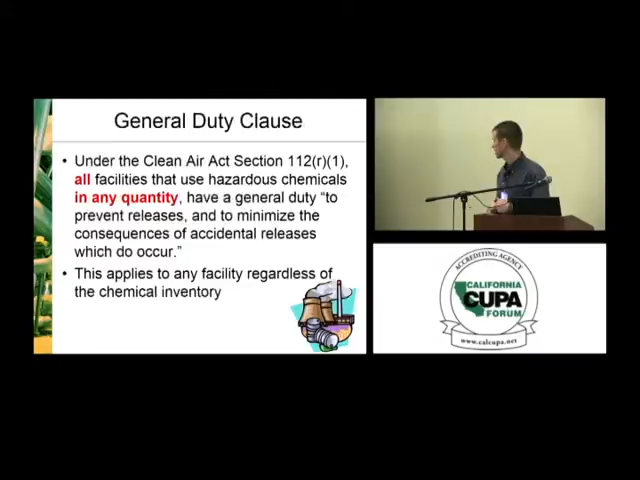 General Duty Clause
• Under the Clean Air Act Section 112(r)(1),
all facilities that use hazardous chemicals
in any quantity, have a general duty “to
prevent releases, and to minimize the
consequences of accidental releases
which do occur.”
• This applies to any facility regardless of
the chemical inventory
ACCREDITING AGENCY
CALIFORNIA
CUPA
FORUM
www.calcupa.net